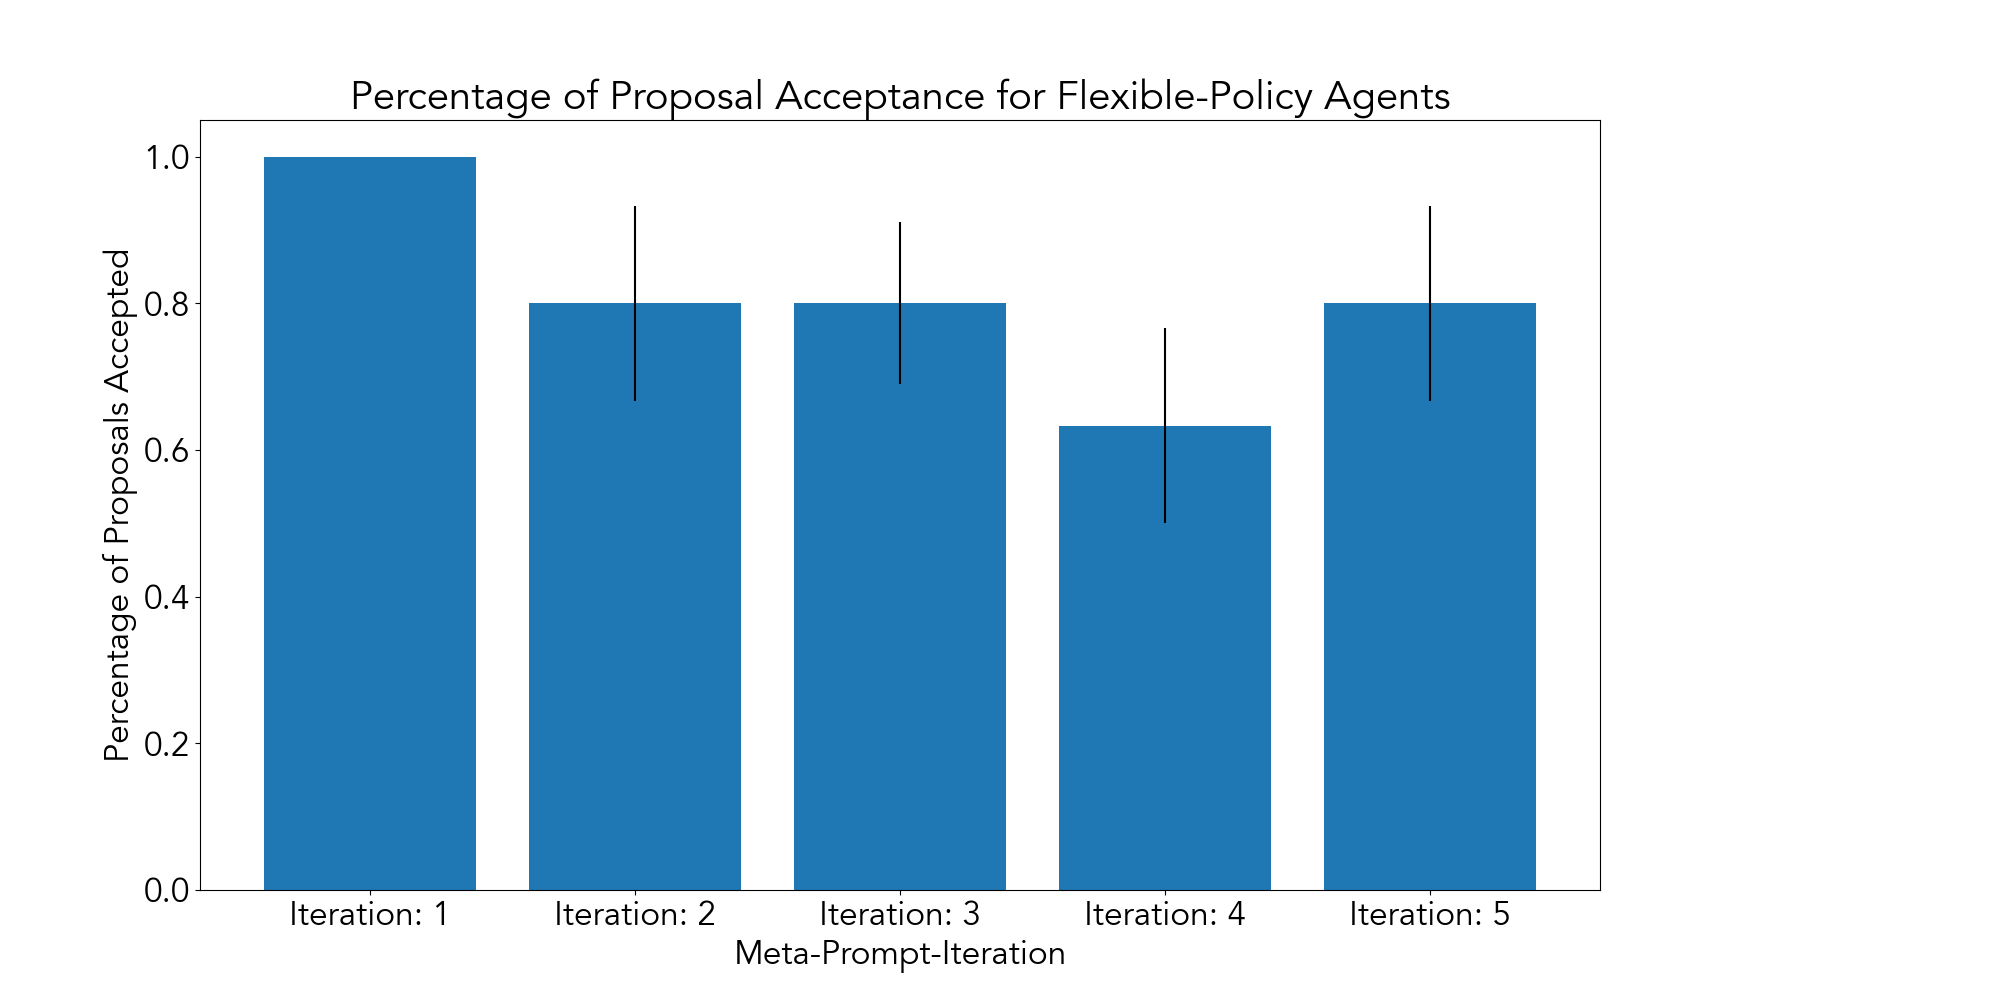 Percentage of Proposal Acceptance for Flexible-Policy Agents
Percentage of Proposals Accepted
1.0
0.8
0.6
0.4
0.2
0.0
Iteration: 1
Iteration: 2
Iteration: 3
Iteration: 4
Iteration: 5
Meta-Prompt-Iteration